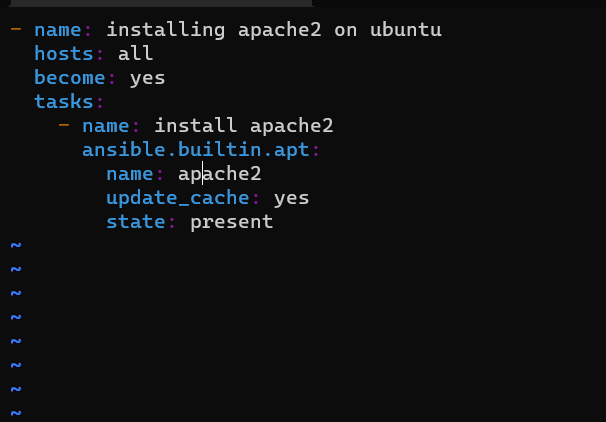 - name: installing apache2 on ubuntu
  hosts: all
  become: yes
  tasks:
    - name: install apache2
      ansible.builtin.apt:
        name: apache2
        update_cache: yes
        state: present
~
~
~
~
~
~
~
~